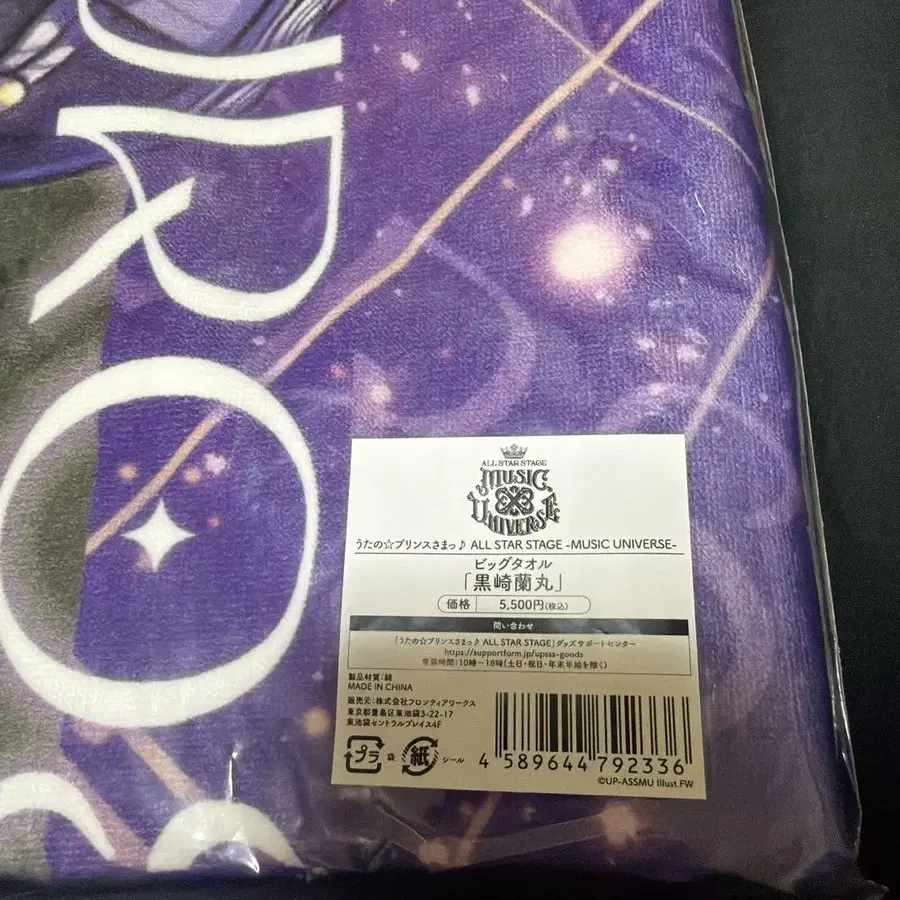 URO
ALL STAR STAGE
MUSIC
UNIVERSE
うたの☆プリンスさまっ♪ ALL STAR STAGE -MUSIC UNIVERSE-
ビッグタオル
「黒崎蘭丸」
価格 5,500円(税込)
問い合わせ
「うたの☆プリンスさまっ♪ ALL STAR STAGE」グッズサポートセンター
https://supportform.jp/upssa-goods
営業時間:10時~18時(土日・祝日・年末年始を除く)
製品材質:綿
MADE IN CHINA
販売元:株式会社フロンティアワークス
東京都豊島区東池袋3-22-17
東池袋セントラルプレイス4F
プラ 袋 紙 シール
4 589644 792336
©UP-ASSMU Illust.FW